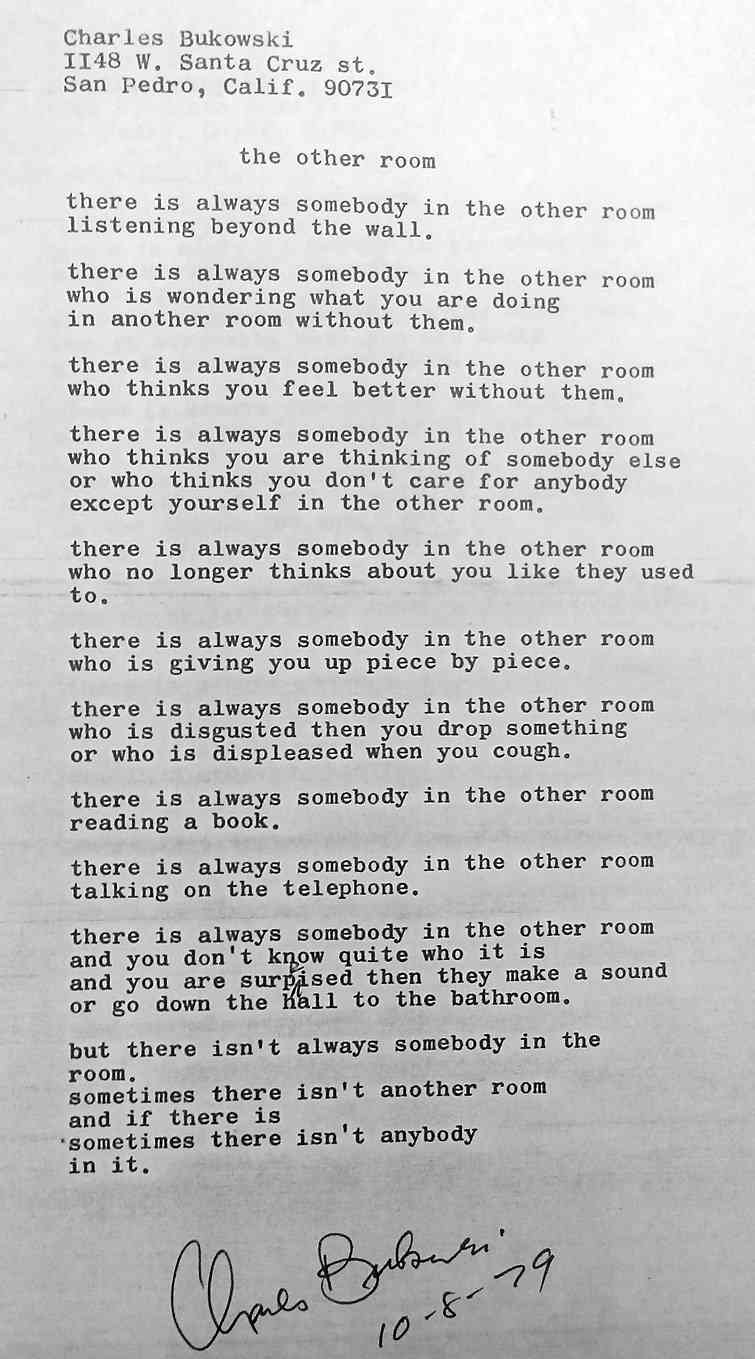 Charles Bukowski
II48 W. Santa Cruz st.
San Pedro, Calif. 9073I
the other room
there is always somebody in the other room
listening beyond the wall.
there is always somebody in the other room
who is wondering what you are doing
in another room without them.
there is always somebody in the other room
who thinks you feel better without them.
there is always somebody in the other room
who thinks you are thinking of somebody else
or who thinks you don't care for anybody
except yourself in the other room.
there is always somebody in the other room
who no longer thinks about you like they used
to.
there is always somebody in the other room
who is giving you up piece by piece.
there is always somebody in the other room
who is disgusted then you drop something
or who is displeased when you cough.
there is always somebody in the other room
reading a book.
there is always somebody in the other room
talking on the telephone.
there is always somebody in the other room
and you don't know quite who it is
and you are surprised then they make a sound
or go down the hall to the bathroom.
but there isn't always somebody in the
room.
sometimes there isn't another room
and if there is
sometimes there isn't anybody
in it.
Charles Bukowski
10-8-79